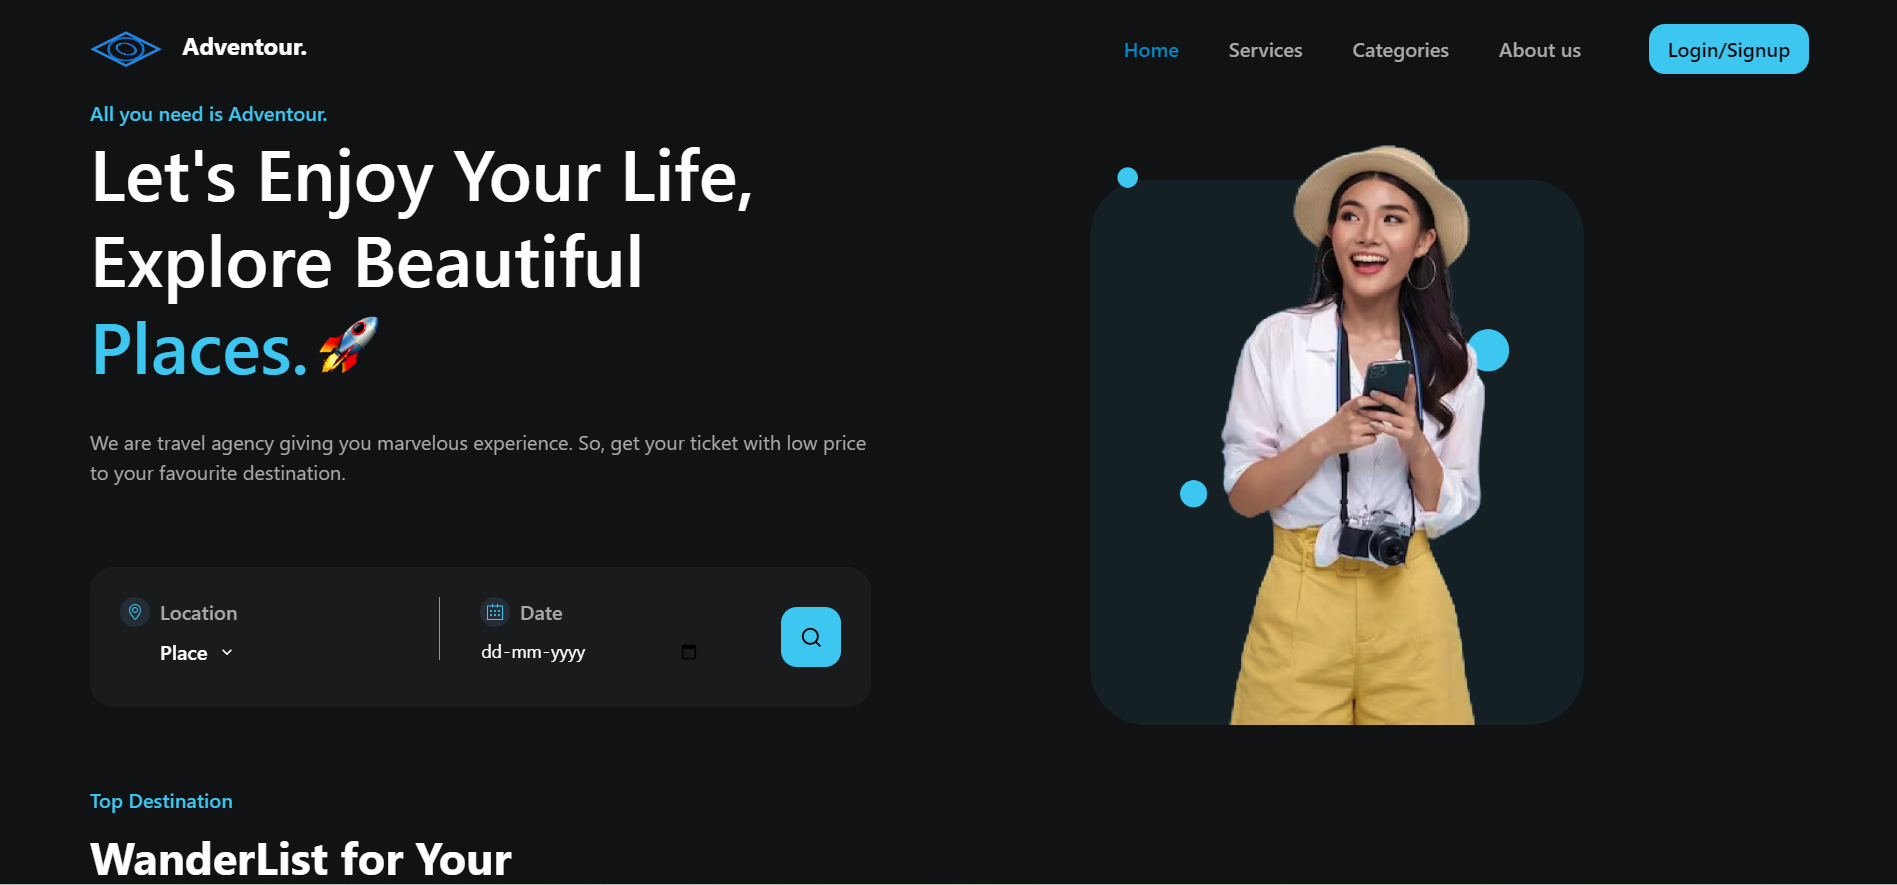 Adventour.
Home
Services
Categories
About us
Login/Signup
All you need is Adventour.
Let's Enjoy Your Life,
Explore Beautiful
Places.🚀
We are travel agency giving you marvelous experience. So, get your ticket with low price
to your favourite destination.
Location
Place
Date
dd-mm-yyyy
Top Destination
WanderList for Your